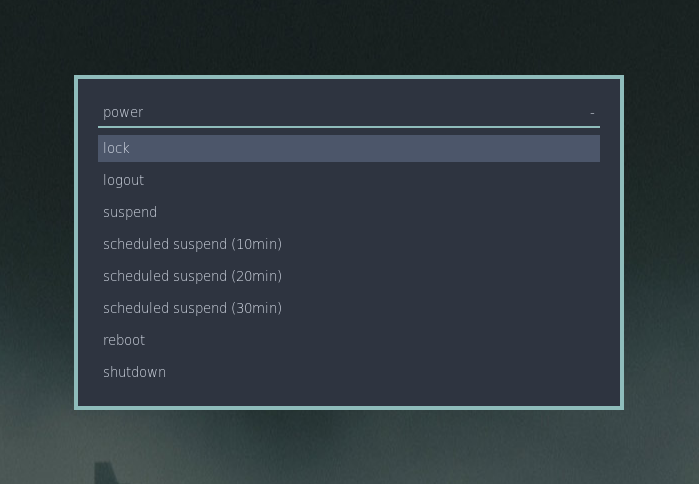 power -
lock
logout
suspend
scheduled suspend (10min)
scheduled suspend (20min)
scheduled suspend (30min)
reboot
shutdown